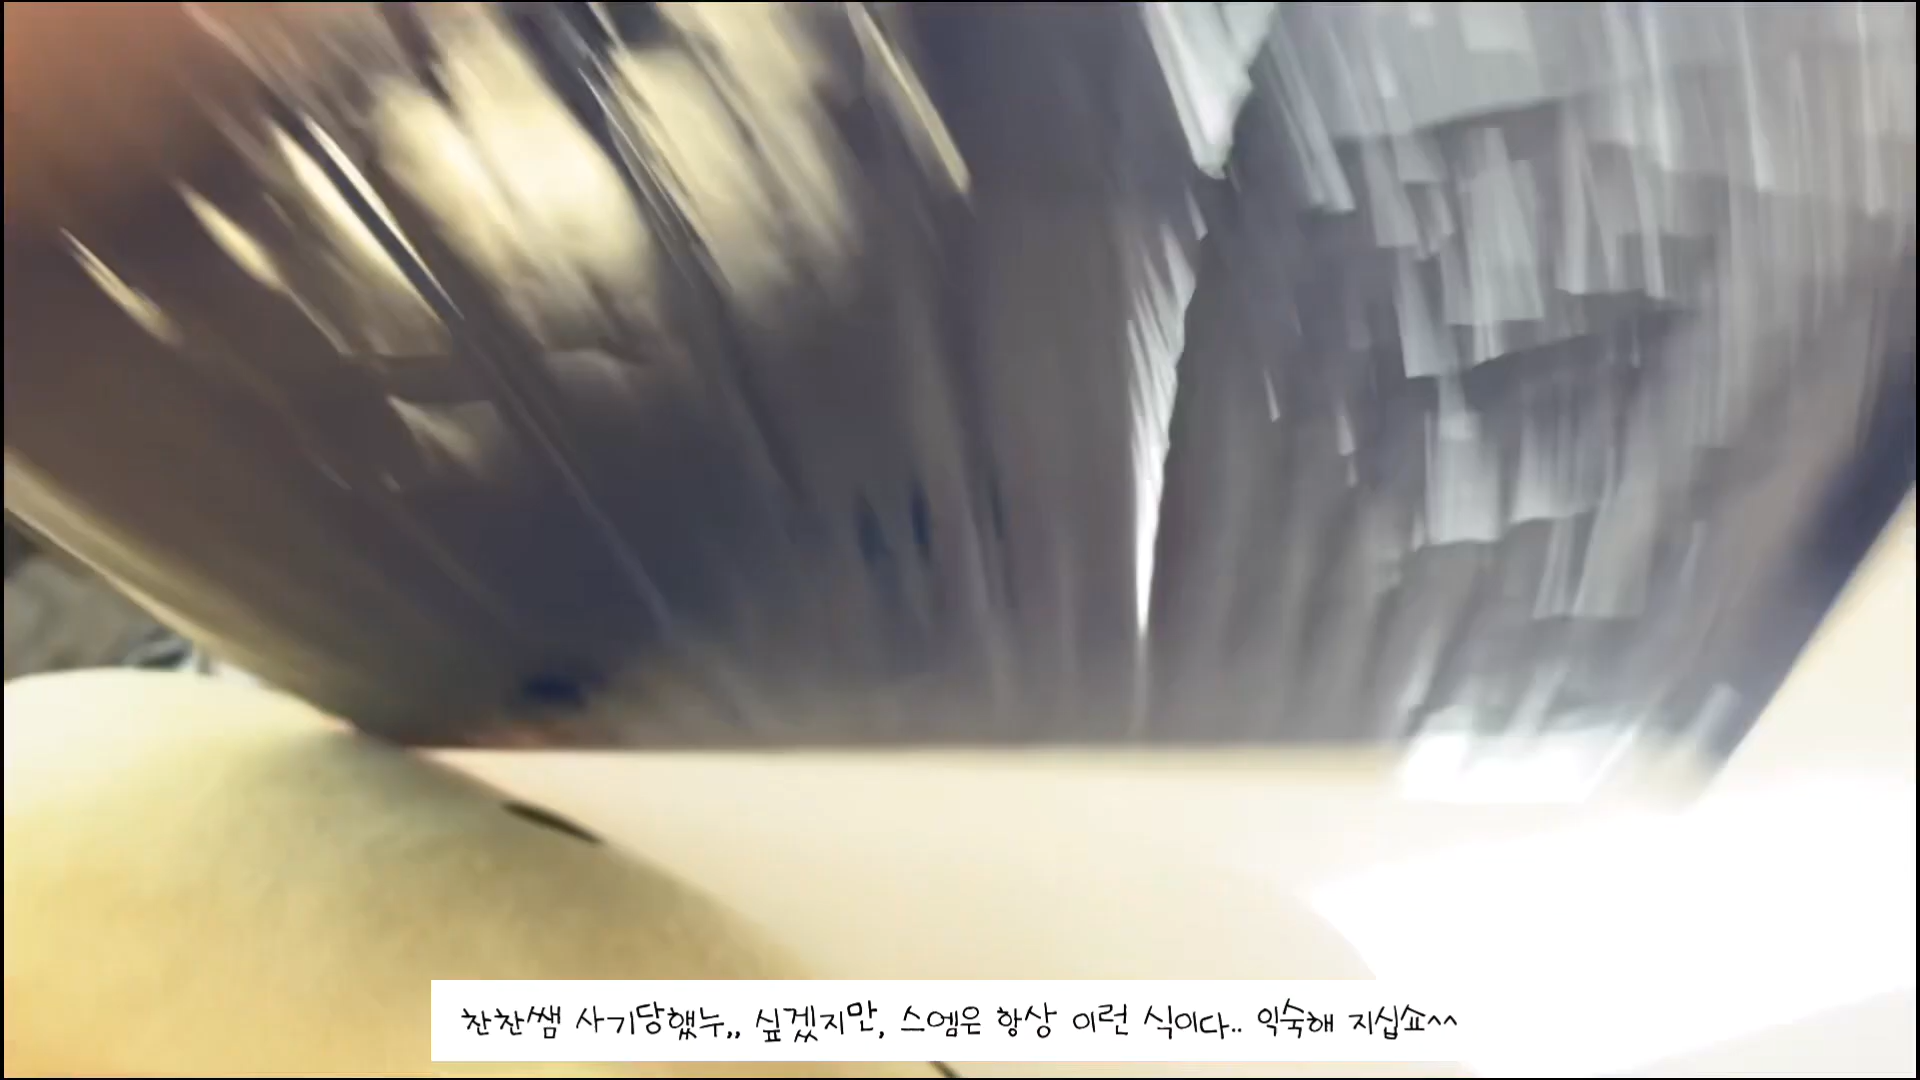 찬찬쌤 사기당했누,, 싶겠지만, 스엠은 항상 이런 식이다.. 익숙해 지십쇼^^